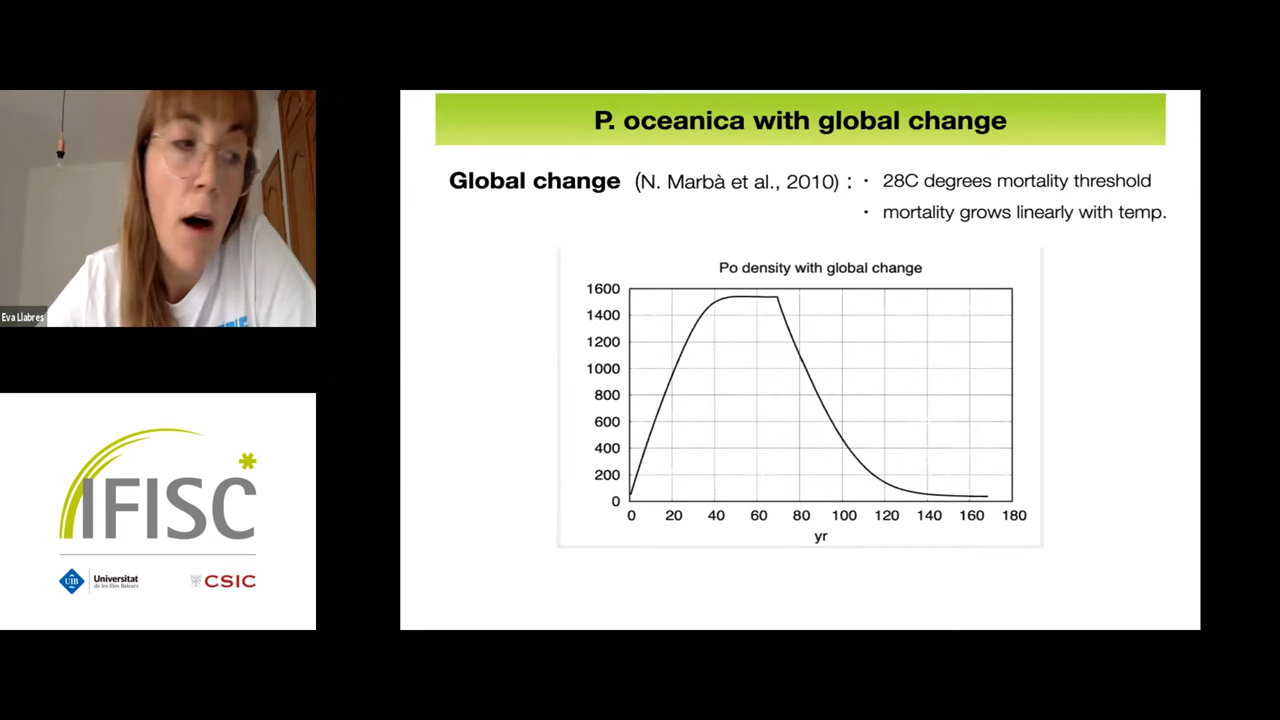 P. oceanica with global change
Global change (N. Marbà et al., 2010) : · 28C degrees mortality threshold
· mortality grows linearly with temp.
Po density with global change
1600
1400
1200
1000
800
600
400
200
0
0 20 40 60 80 100 120 140 160 180
yr
Eva Llabres
IFISC
UIB Universitat
de les Illes Balears
CSIC